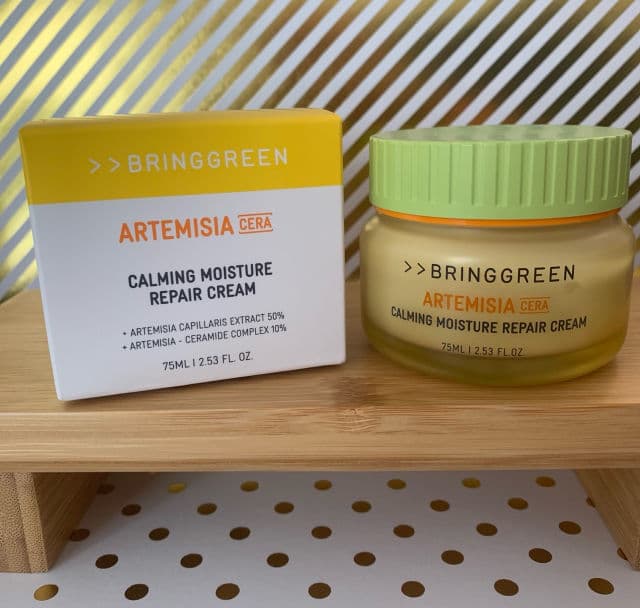 >>BRINGGREEN
ARTEMISIA CERA
CALMING MOISTURE
REPAIR CREAM
+ ARTEMISIA CAPILLARIS EXTRACT 50%
+ ARTEMISIA - CERAMIDE COMPLEX 10%
75ML | 2.53 FL. OZ.
>>BRINGGREEN
ARTEMISIA CERA
CALMING MOISTURE REPAIR CREAM
75ML | 2.53 FL. OZ